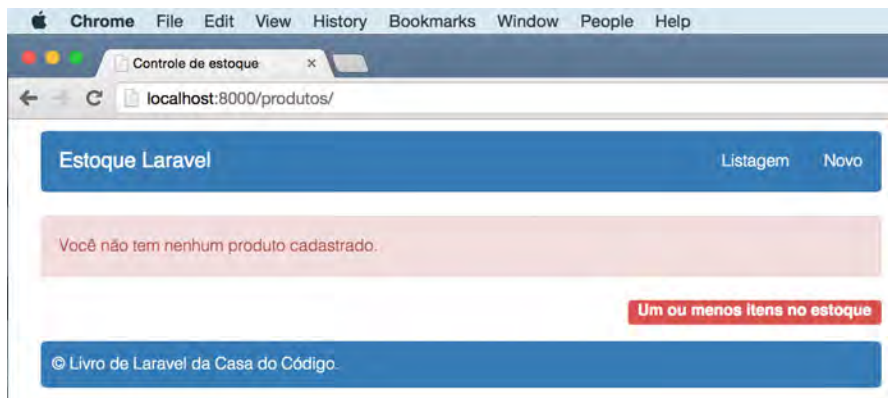 Chrome File Edit View History Bookmarks Window People Help
Controle de estoque ×
localhost:8000/produtos/
Estoque Laravel Listagem Novo
Você não tem nenhum produto cadastrado.
Um ou menos itens no estoque
© Livro de Laravel da Casa do Código.